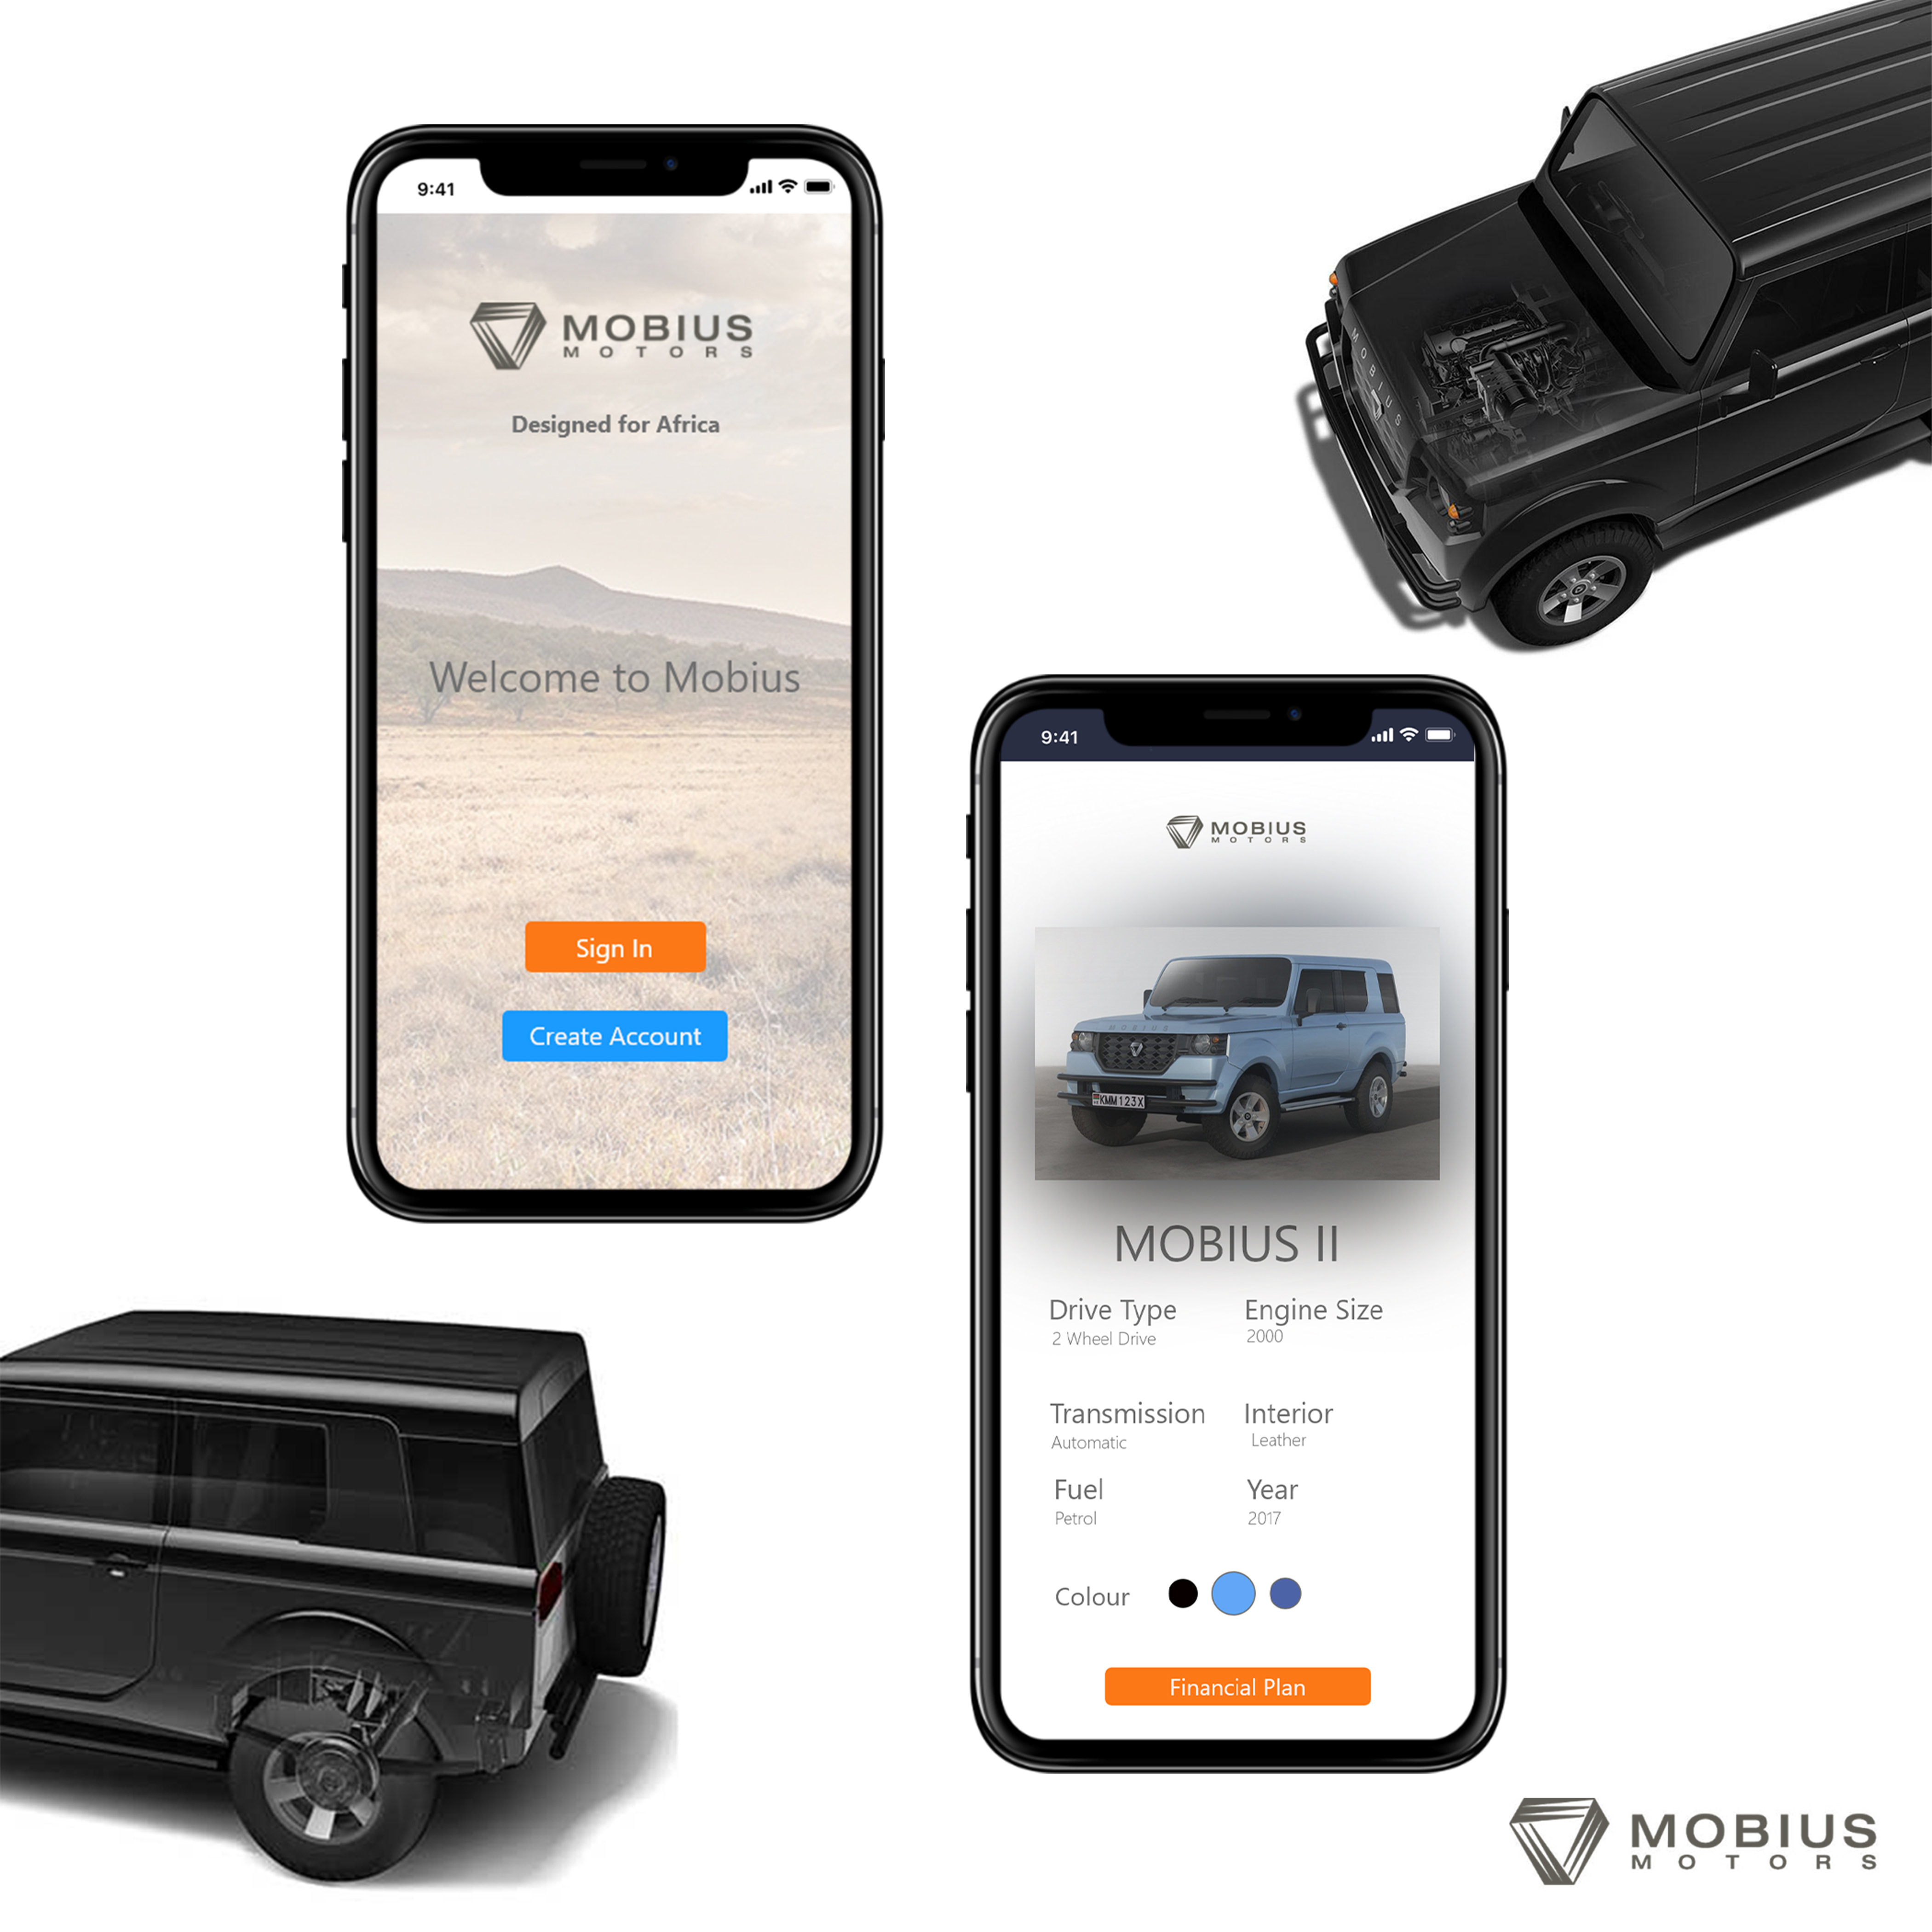 9:41
MOBIUS
MOTORS
Designed for Africa
Welcome to Mobius
Sign In
Create Account
MOBIUS
9:41
MOBIUS
MOTORS
MOBIUS
KMM 123X
MOBIUS II
Drive Type
2 Wheel Drive
Engine Size
2000
Transmission
Automatic
Interior
Leather
Fuel
Petrol
Year
2017
Colour
Financial Plan
MOBIUS
MOTORS